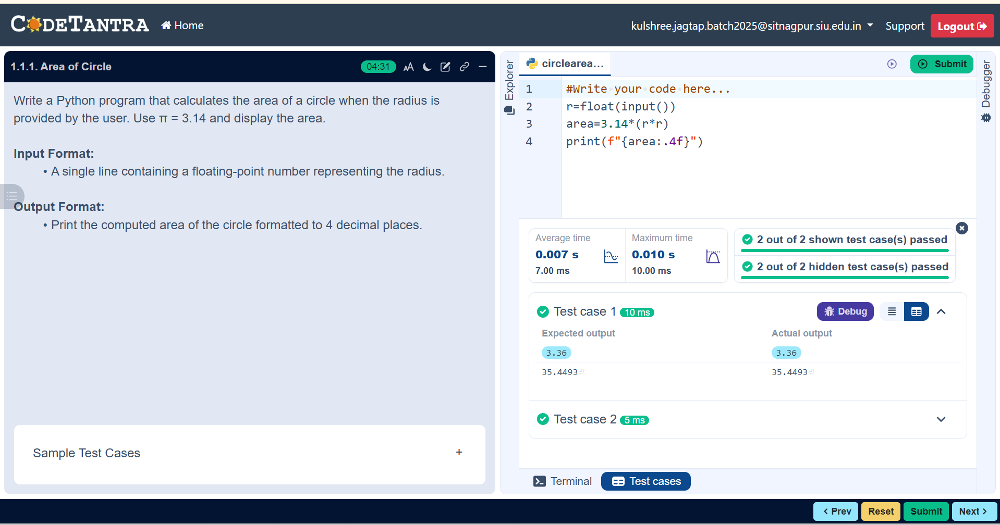 CODETANTRA
Home
kulshree.jagtap.batch2025@sitnagpur.siu.edu.in
Support
Logout
1.1.1. Area of Circle
04:31
Write a Python program that calculates the area of a circle when the radius is
provided by the user. Use π = 3.14 and display the area.
Input Format:
• A single line containing a floating-point number representing the radius.
Output Format:
• Print the computed area of the circle formatted to 4 decimal places.
Sample Test Cases
+
Explorer
circlearea...
Submit
Debugger
1 #Write your code here...
2 r=float(input())
3 area=3.14*(r*r)
4 print(f"{area:.4f}")
Average time
0.007 s
7.00 ms
Maximum time
0.010 s
10.00 ms
2 out of 2 shown test case(s) passed
2 out of 2 hidden test case(s) passed
Test case 1 10 ms
Debug
Expected output
Actual output
3.36
3.36
35.4493
35.4493
Test case 2 5 ms
Terminal
Test cases
Prev
Reset
Submit
Next